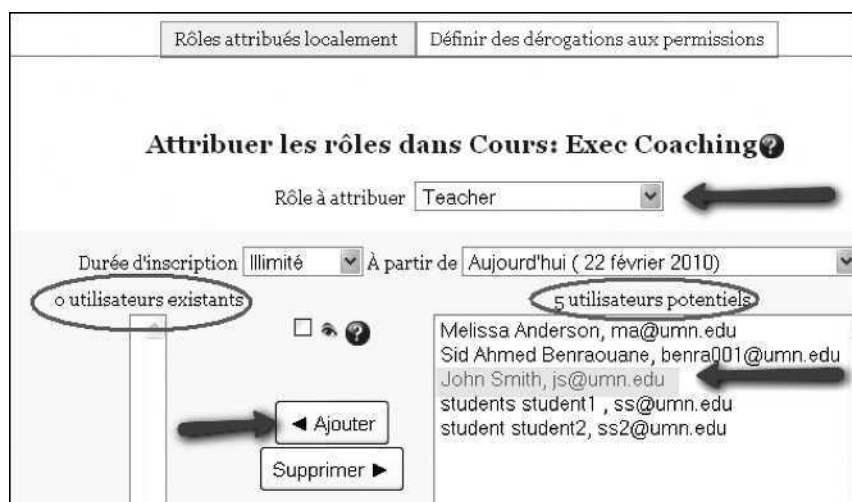 Rôles attribués localement Définir des dérogations aux permissions
Attribuer les rôles dans Cours: Exec Coaching
Rôle à attribuer Teacher
Durée d'inscription Illimité À partir de Aujourd'hui ( 22 février 2010)
0 utilisateurs existants 5 utilisateurs potentiels
Melissa Anderson, ma@umn.edu
Sid Ahmed Benraouane, benra001@umn.edu
John Smith, js@umn.edu
students student1 , ss@umn.edu
student student2, ss2@umn.edu
◄ Ajouter
Supprimer ►